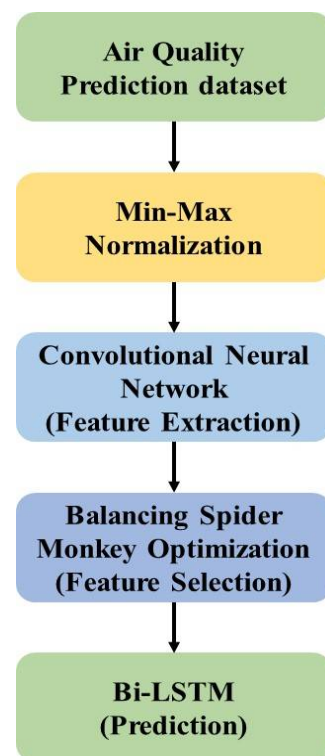 Air Quality
Prediction dataset
Min-Max
Normalization
Convolutional Neural
Network
(Feature Extraction)
Balancing Spider
Monkey Optimization
(Feature Selection)
Bi-LSTM
(Prediction)